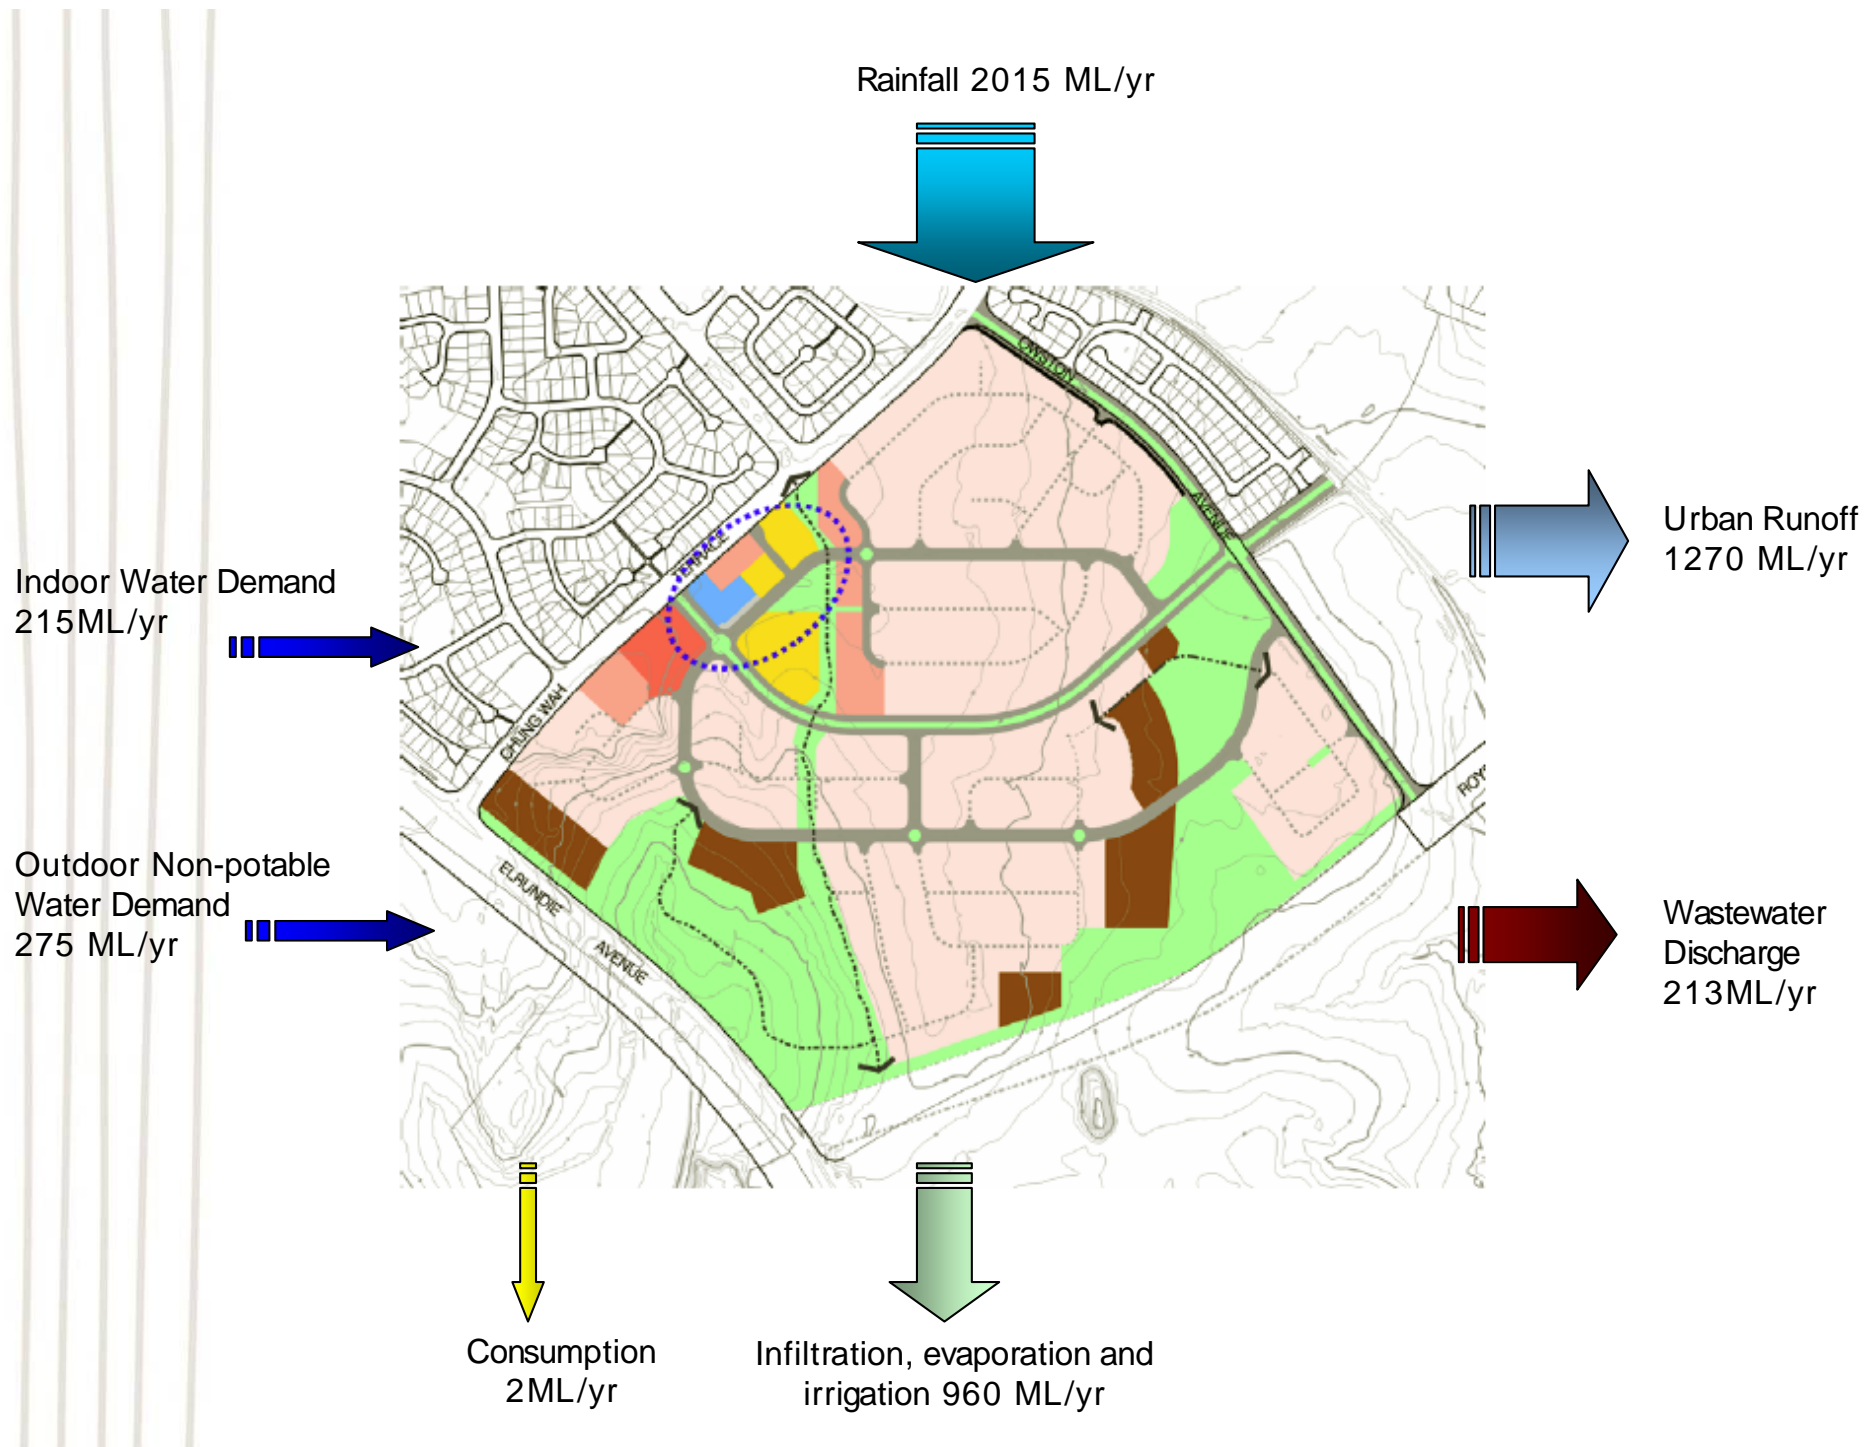 Rainfall 2015 ML/yr
OWSTON
AVENUE
Urban Runoff
1270 ML/yr
Indoor Water Demand
215ML/yr
TERRACE
CHUNG WAH
Outdoor Non-potable
Water Demand
275 ML/yr
ELRUNDIE
AVENUE
Wastewater
Discharge
213ML/yr
Consumption
2ML/yr
Infiltration, evaporation and
irrigation 960 ML/yr